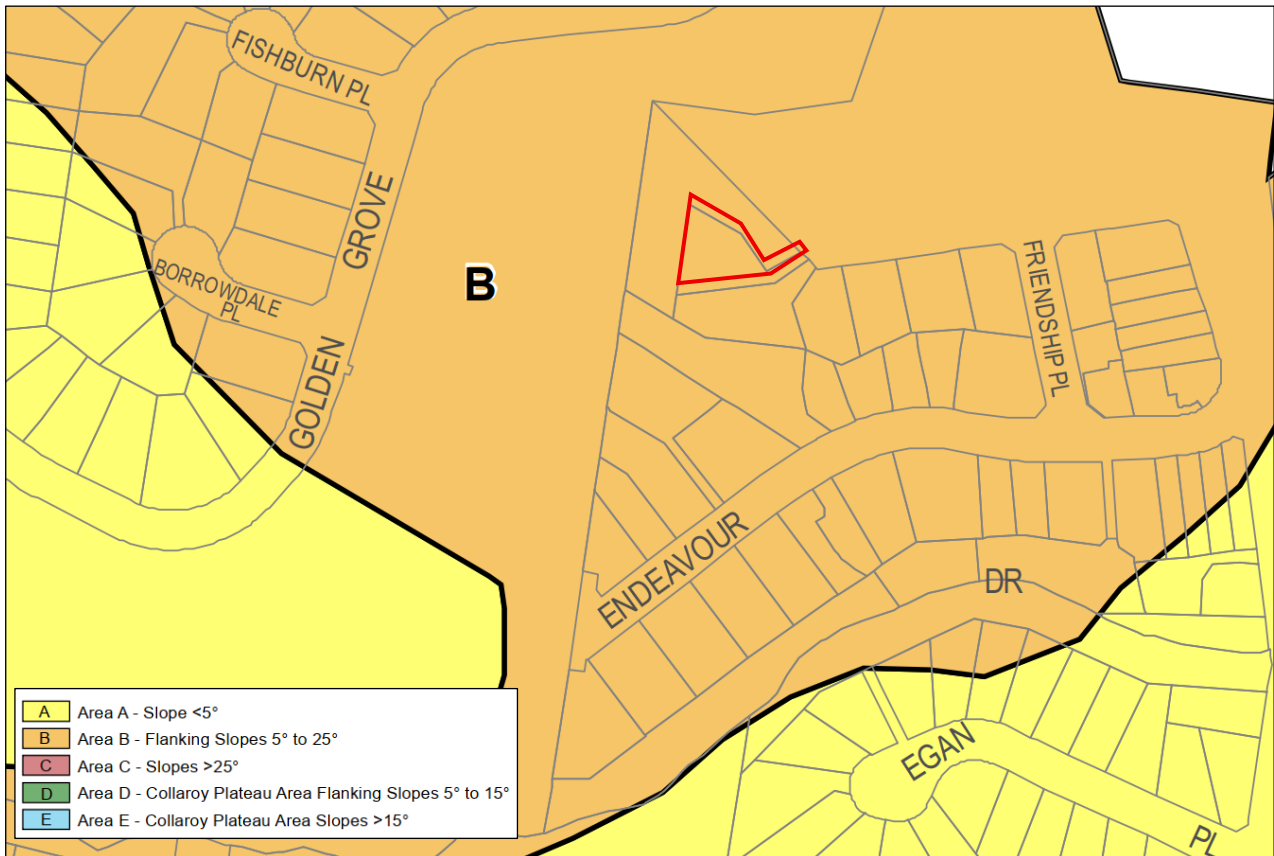 FISHBURN PL
GROVE
BORROWDALE
PL
B
FRIENDSHIP PL
GOLDEN
ENDEAVOUR
DR
EGAN
PL
A Area A - Slope <5°
B Area B - Flanking Slopes 5° to 25°
C Area C - Slopes >25°
D Area D - Collaroy Plateau Area Flanking Slopes 5° to 15°
E Area E - Collaroy Plateau Area Slopes >15°